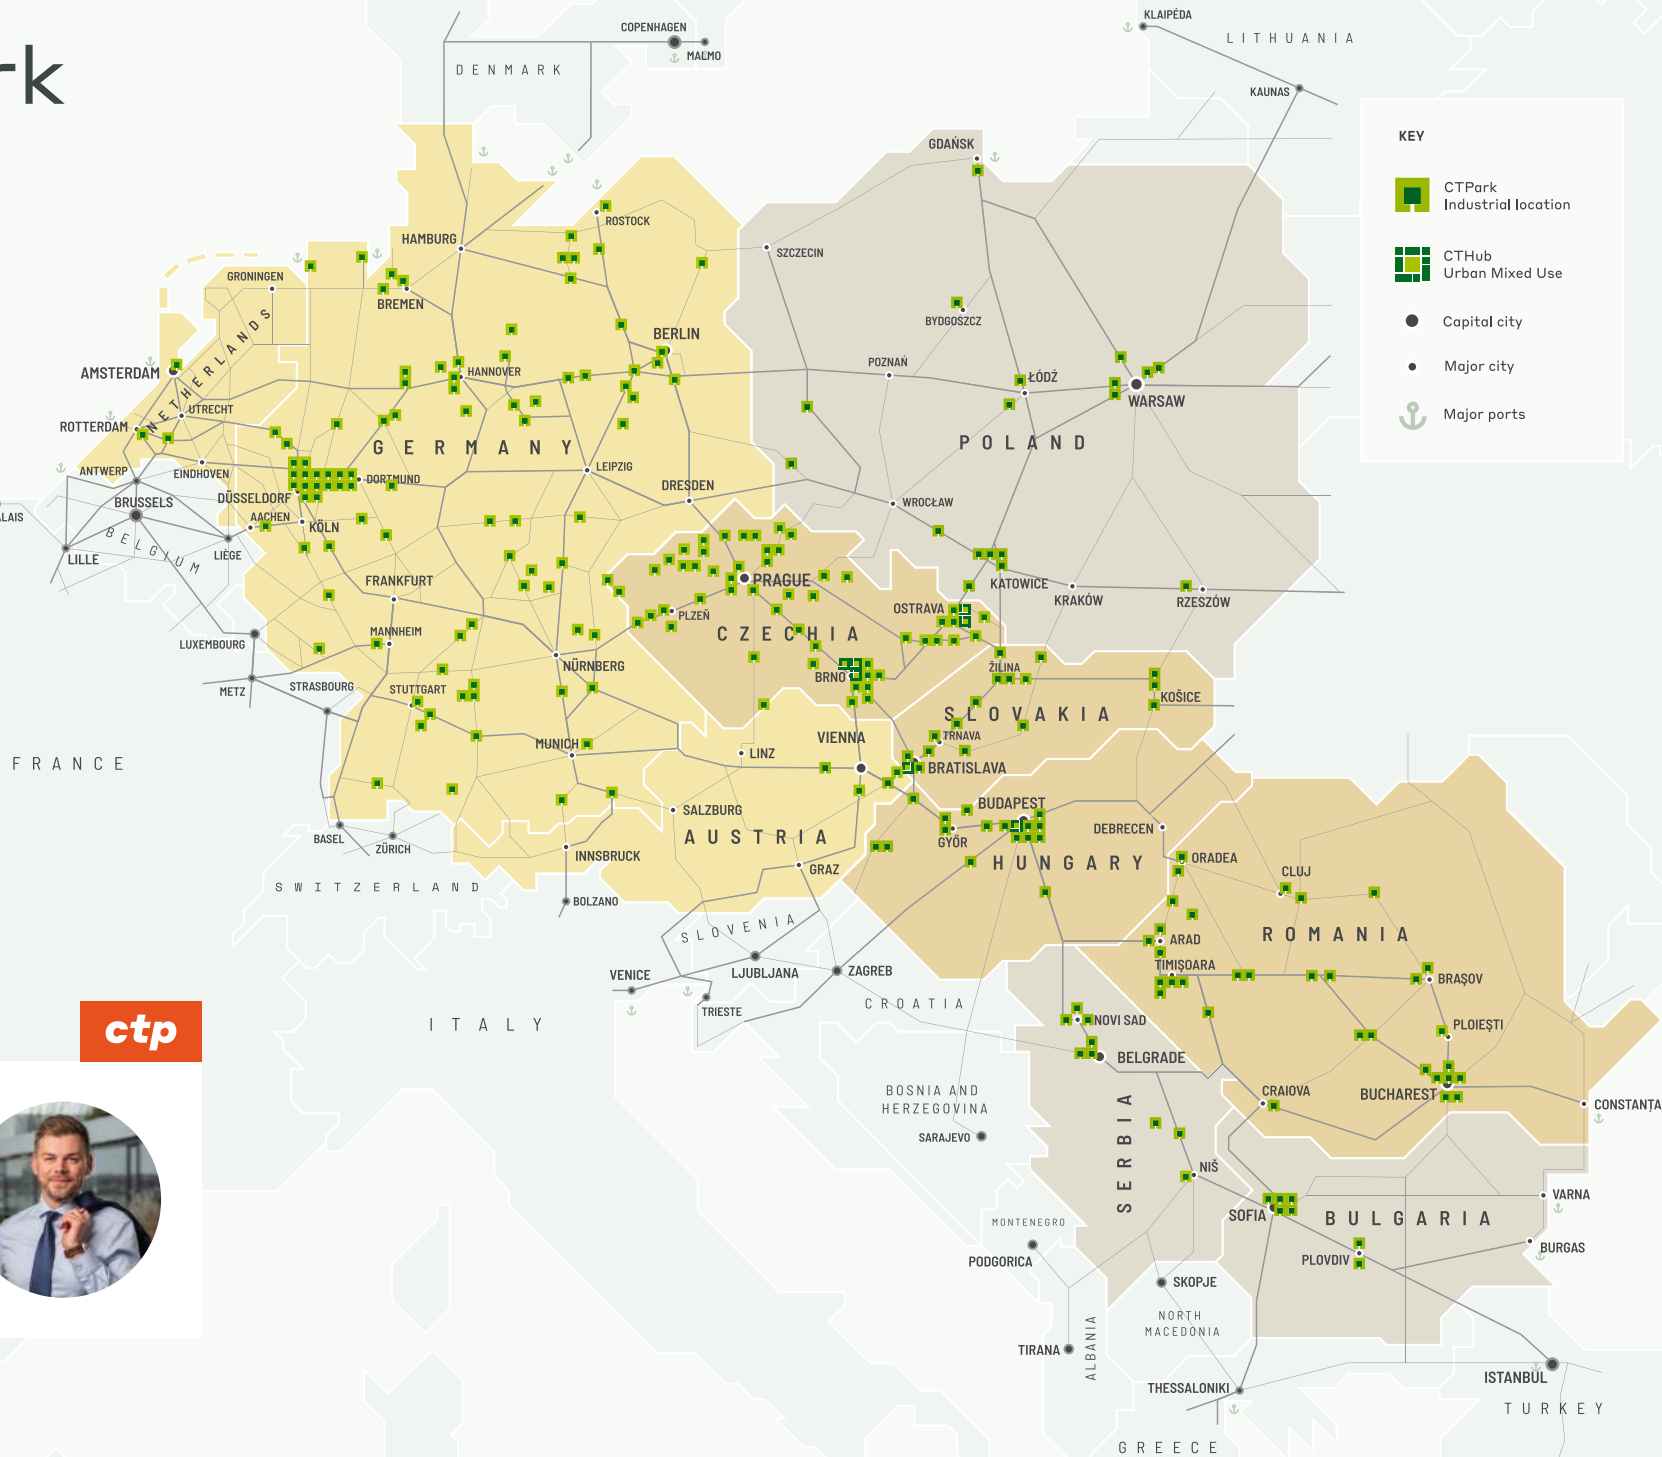 rk
COPENHAGEN
MALMO
DENMARK
KLAIPÉDA
LITHUANIA
KAUNAS
KEY
CTPark
Industrial location
CTHub
Urban Mixed Use
Capital city
Major city
Major ports
GDAŃSK
ROSTOCK
HAMBURG
SZCZECIN
GRONINGEN
BREMEN
BYDGOSZCZ
BERLIN
AMSTERDAM
NETHERLANDS
HANNOVER
POZNAŃ
ŁÓDŹ
WARSAW
UTRECHT
ROTTERDAM
GERMANY
POLAND
ANTWERP
EINDHOVEN
DORTMUND
LEIPZIG
DRESDEN
BRUSSELS
DÜSSELDORF
WROCŁAW
ALAIS
AACHEN
KÖLN
BELGIUM
LIÈGE
LILLE
FRANKFURT
PRAGUE
KATOWICE
KRAKÓW
RZESZÓW
OSTRAVA
PLZEŇ
CZECHIA
LUXEMBOURG
MANNHEIM
NÜRNBERG
ŽILINA
BRNO
METZ
STRASBOURG
STUTTGART
KOŠICE
SLOVAKIA
MUNICH
LINZ
VIENNA
TRNAVA
BRATISLAVA
FRANCE
SALZBURG
BUDAPEST
BASEL
ZÜRICH
AUSTRIA
GYŐR
DEBRECEN
INNSBRUCK
HUNGARY
ORADEA
GRAZ
CLUJ
SWITZERLAND
BOLZANO
SLOVENIA
ROMANIA
ARAD
TIMIȘOARA
VENICE
LJUBLJANA
ZAGREB
BRAȘOV
TRIESTE
CROATIA
ITALY
NOVI SAD
PLOIEȘTI
ctp
BELGRADE
BOSNIA AND
HERZEGOVINA
CRAIOVA
BUCHAREST
CONSTANȚA
SARAJEVO
SERBIA
NIŠ
VARNA
SOFIA
BULGARIA
MONTENEGRO
PODGORICA
PLOVDIV
BURGAS
SKOPJE
NORTH
MACEDONIA
TIRANA
ALBANIA
THESSALONIKI
ISTANBUL
TURKEY
GREECE